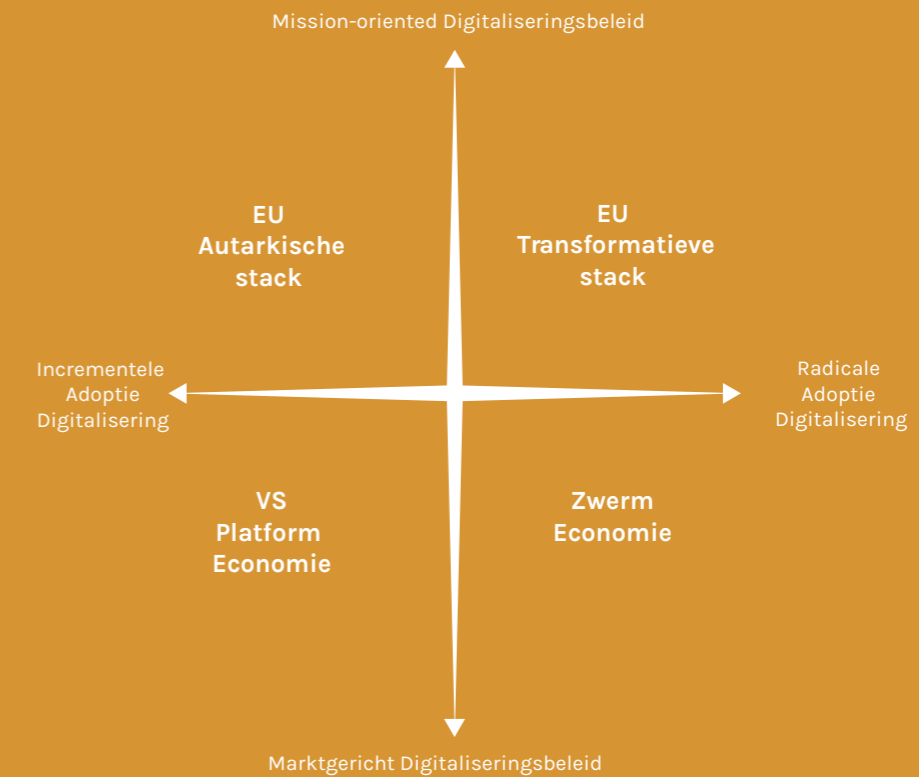 Mission-oriented Digitaliseringsbeleid
EU
Autarkische
stack
EU
Transformatieve
stack
Incrementele
Adoptie
Digitalisering
Radicale
Adoptie
Digitalisering
VS
Platform
Economie
Zwerm
Economie
Marktgericht Digitaliseringsbeleid